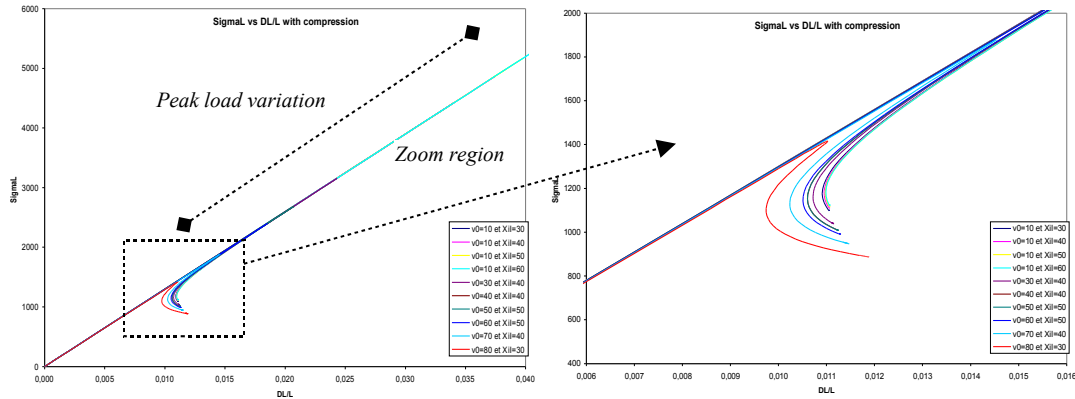 SigmaL vs DL/L with compression
6000
5000
4000
3000
2000
1000
0
SigmaL
Peak load variation
Zoom region
v0=10 et Xil=30
v0=10 et Xil=40
v0=10 et Xil=50
v0=10 et Xil=60
v0=30 et Xil=40
v0=40 et Xil=40
v0=50 et Xil=50
v0=60 et Xil=50
v0=70 et Xil=40
v0=80 et Xil=30
0,000 0,005 0,010 0,015 0,020 0,025 0,030 0,035 0,040
DL/L
SigmaL vs DL/L with compression
2000
1800
1600
1400
1200
1000
800
600
400
SigmaL
v0=10 et Xil=30
v0=10 et Xil=40
v0=10 et Xil=50
v0=10 et Xil=60
v0=30 et Xil=40
v0=40 et Xil=40
v0=50 et Xil=50
v0=60 et Xil=50
v0=70 et Xil=40
v0=80 et Xil=30
0,006 0,007 0,008 0,009 0,010 0,011 0,012 0,013 0,014 0,015 0,016
DL/L